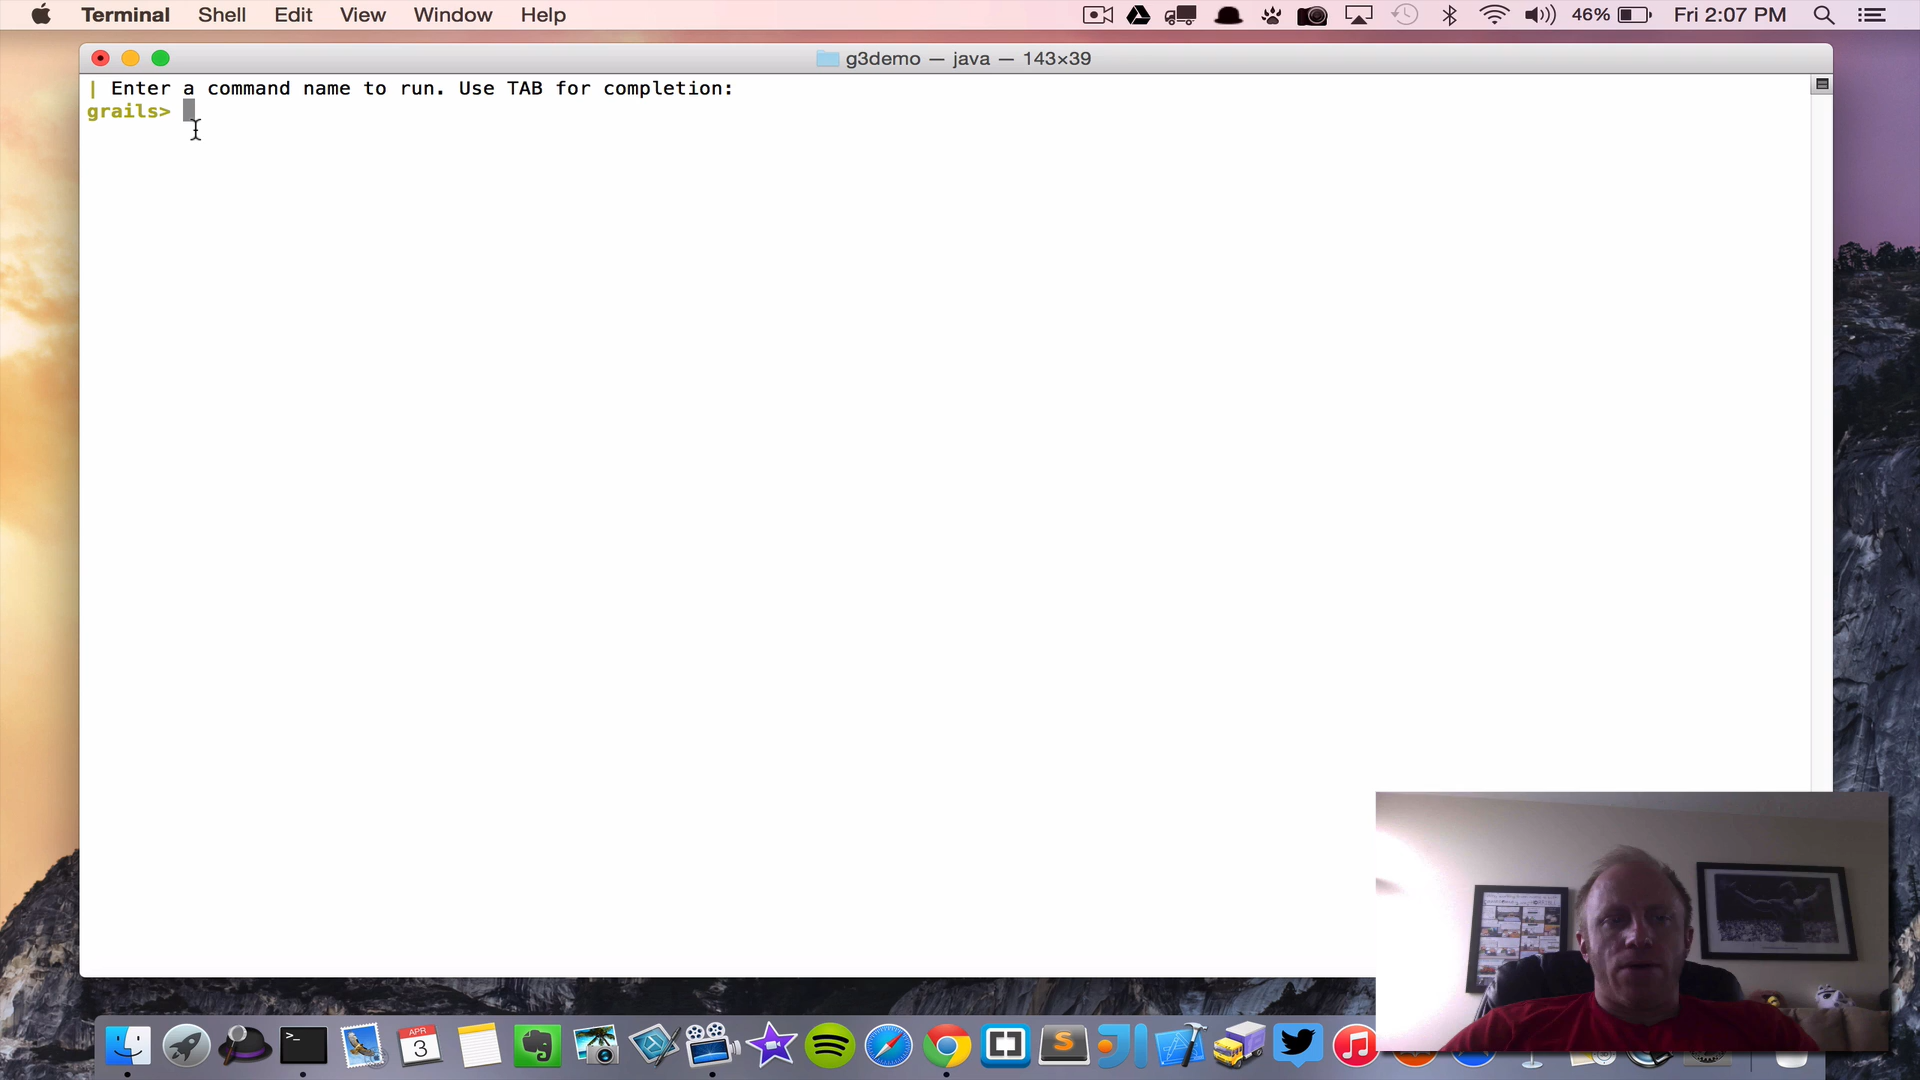 Terminal Shell Edit View Window Help 46% Fri 2:07 PM
g3demo — java — 143×39
| Enter a command name to run. Use TAB for completion:
grails>
>_
APR
3
S